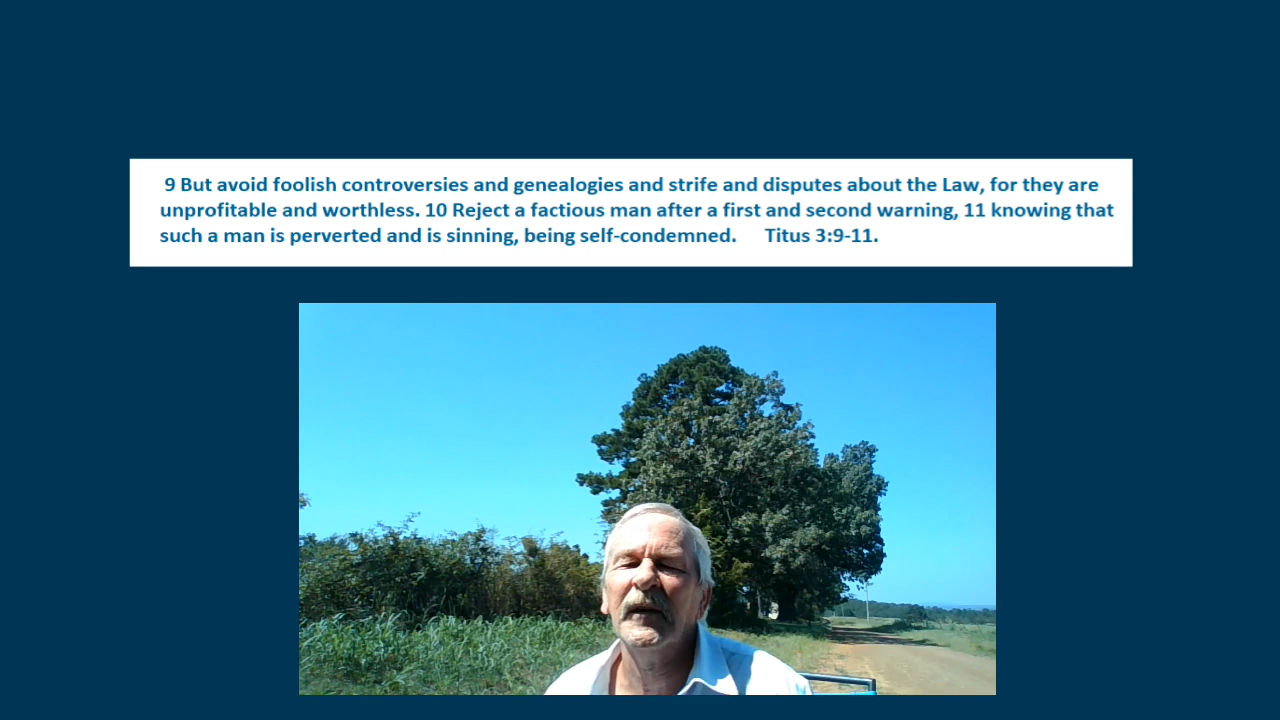 9 But avoid foolish controversies and genealogies and strife and disputes about the Law, for they are
unprofitable and worthless. 10 Reject a factious man after a first and second warning, 11 knowing that
such a man is perverted and is sinning, being self-condemned. Titus 3:9-11.